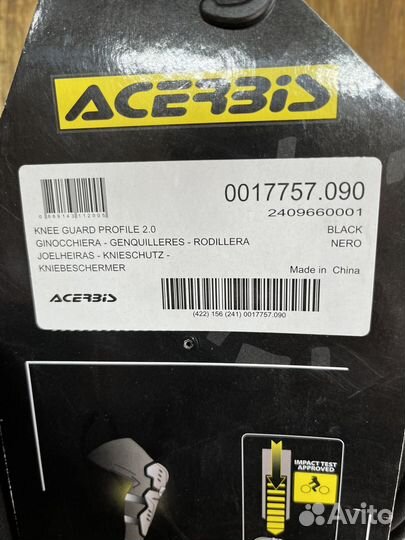 ACERBIS
0017757.090
2409660001
KNEE GUARD PROFILE 2.0
BLACK
GINOCCHIERA - GENQUILLERES - RODILLERA
NERO
JOELHEIRAS - KNIESCHUTZ -
KNIEBESCHERMER
Made in China
ACERBIS
(422) 156 (241) 0017757.090
IMPACT TEST
APPROVED
Avito